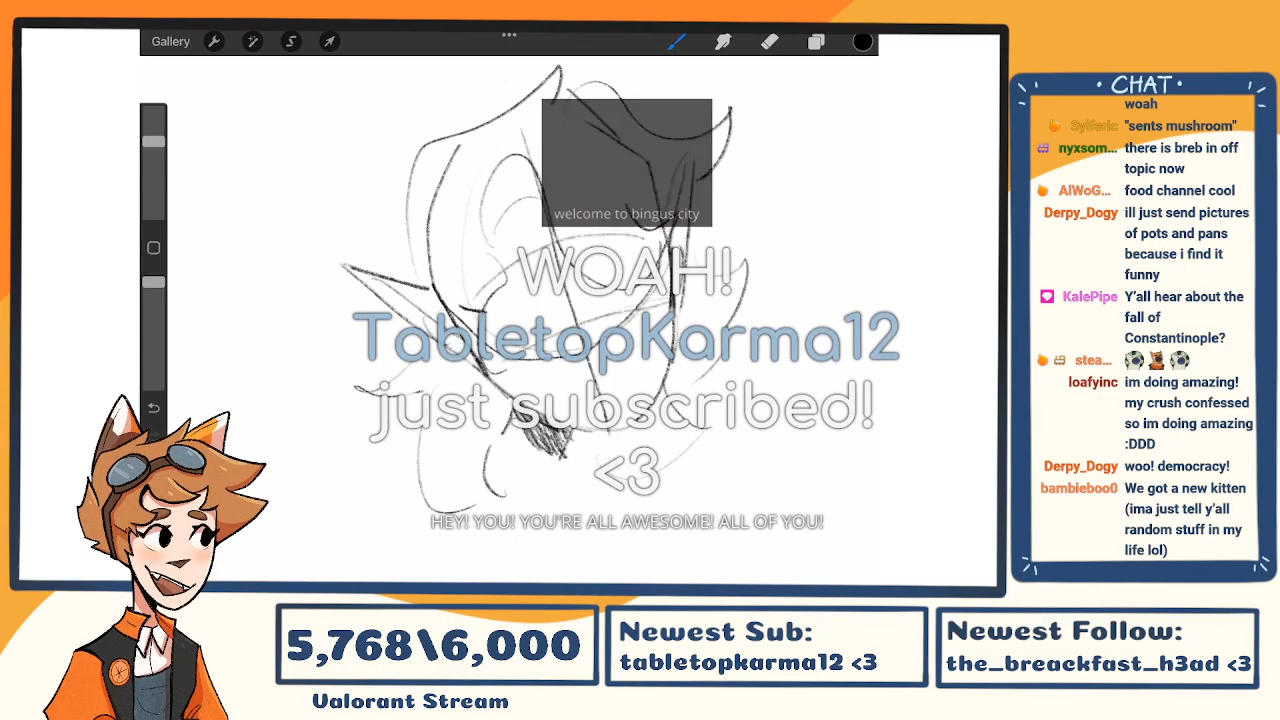 Gallery
welcome to bingus city
WOAH!
TabletopKarma12
just subscribed!
<3
HEY! YOU! YOU'RE ALL AWESOME! ALL OF YOU!
• CHAT •
woah
Sylferic "sents mushroom"
nyxsom... there is breb in off
topic now
AlWoG... food channel cool
Derpy_Dogy ill just send pictures
of pots and pans
because i find it
funny
KalePipe Y'all hear about the
fall of
Constantinople?
stea...
loafyinc im doing amazing!
my crush confessed
so im doing amazing
:DDD
Derpy_Dogy woo! democracy!
bambieboo0 We got a new kitten
(ima just tell y'all
random stuff in my
life lol)
5,768\6,000
Valorant Stream
Newest Sub:
tabletopkarma12 <3
Newest Follow:
the_breackfast_h3ad <3